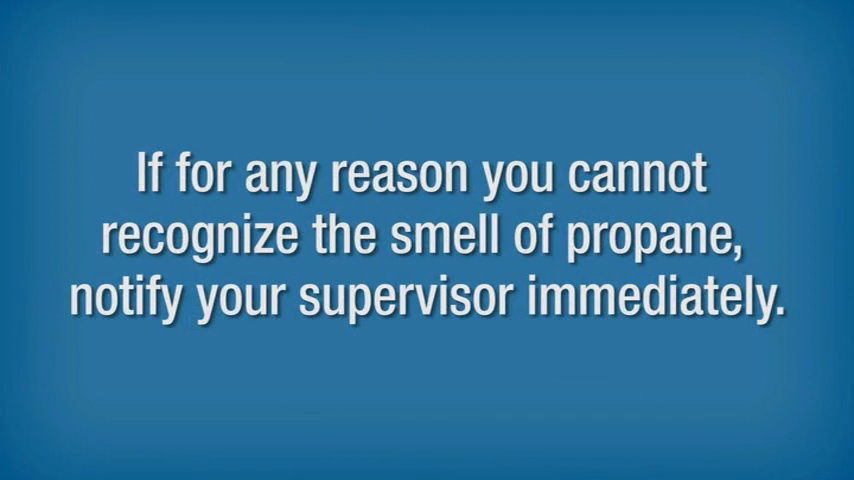 If for any reason you cannot
recognize the smell of propane,
notify your supervisor immediately.